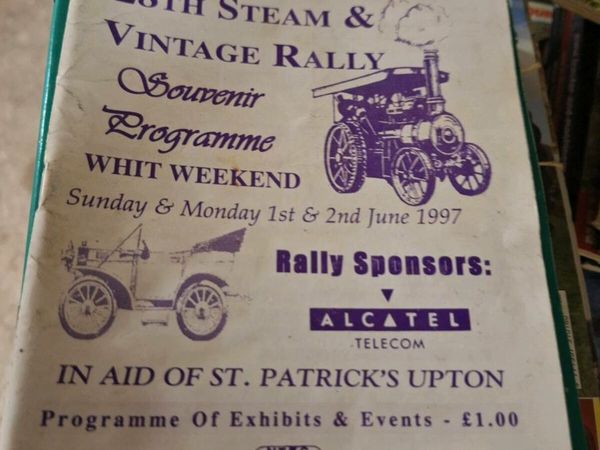 28TH STEAM &
VINTAGE RALLY
Souvenir
Programme
WHIT WEEKEND
Sunday & Monday 1st & 2nd June 1997
Rally Sponsors:
ALCATEL
TELECOM
IN AID OF ST. PATRICK'S UPTON
Programme Of Exhibits & Events - £1.00